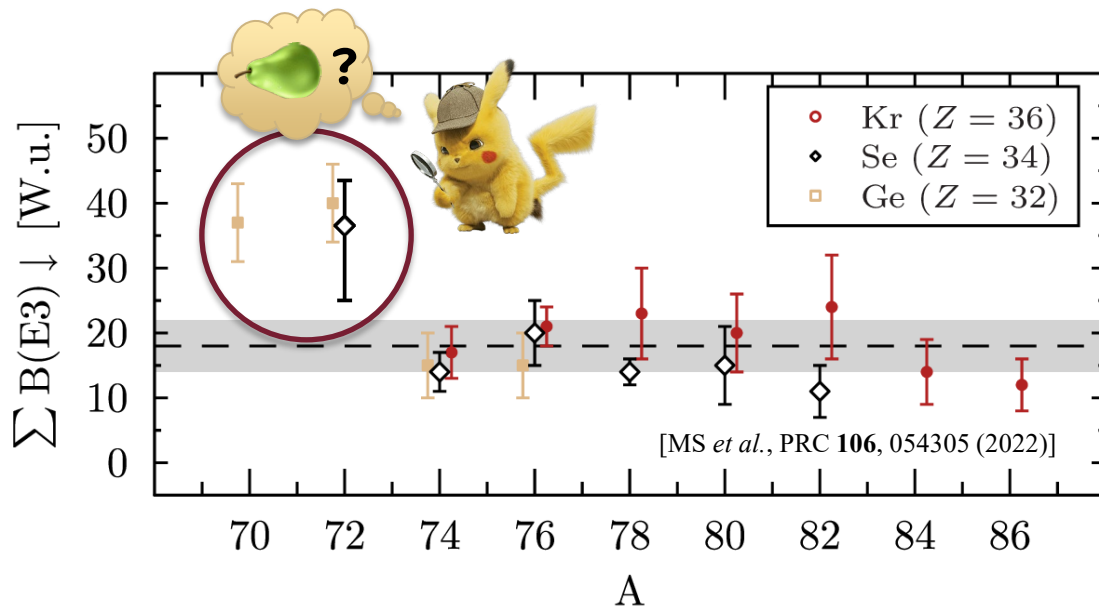 ?
∑ B(E3) ↓ [W.u.]
50
40
30
20
10
0
Kr (Z = 36)
Se (Z = 34)
Ge (Z = 32)
[MS et al., PRC 106, 054305 (2022)]
70 72 74 76 78 80 82 84 86
A